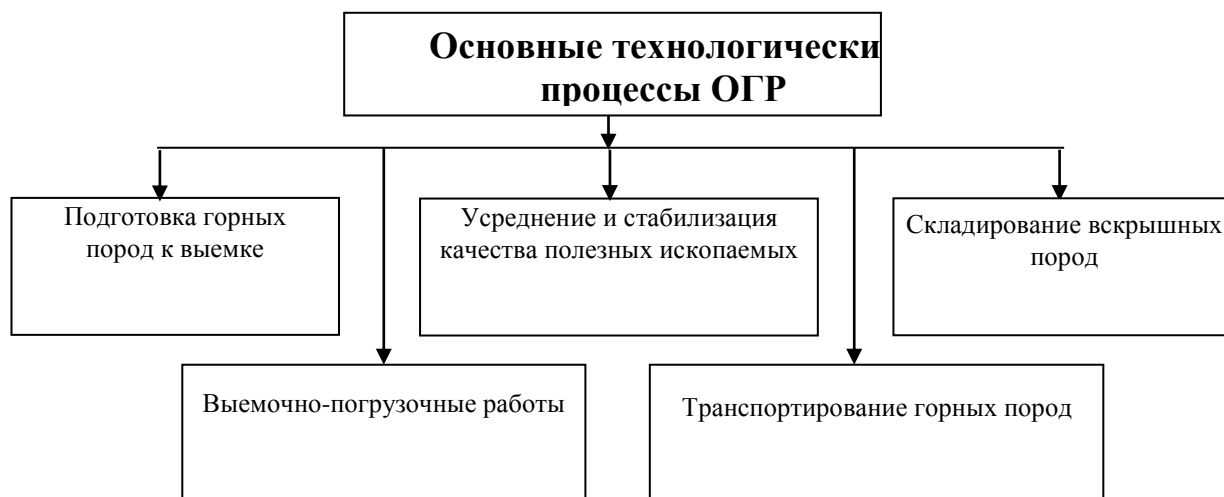 Основные технологически
процессы ОГР
Подготовка горных
пород к выемке
Усреднение и стабилизация
качества полезных ископаемых
Складирование вскрышных
пород
Выемочно-погрузочные работы
Транспортирование горных пород